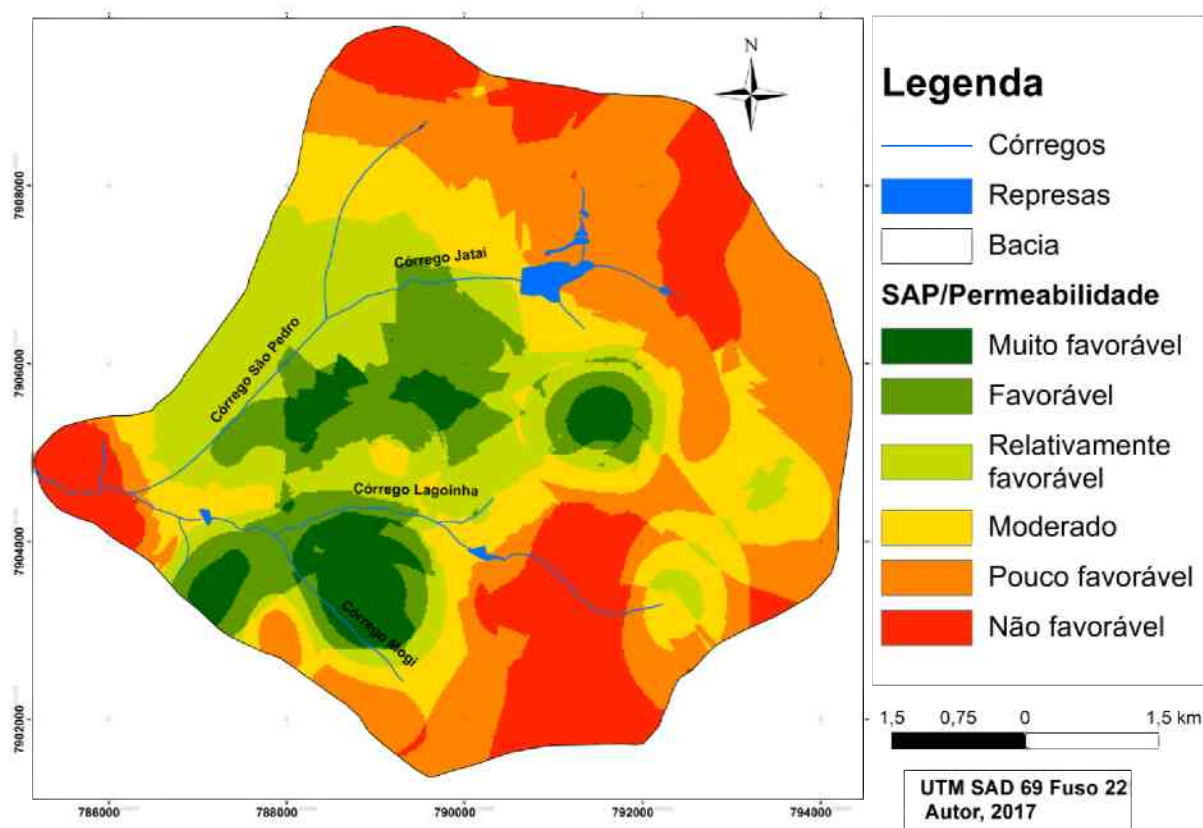 N
Córrego Jataí
Córrego São Pedro
Córrego Lagoinha
Córrego Mogi
7908000
7906000
7904000
7902000
786000
788000
790000
792000
794000
Legenda
Córregos
Represas
Bacia
SAP/Permeabilidade
Muito favorável
Favorável
Relativamente
favorável
Moderado
Pouco favorável
Não favorável
1,5 0,75 0 1,5 km
UTM SAD 69 Fuso 22
Autor, 2017